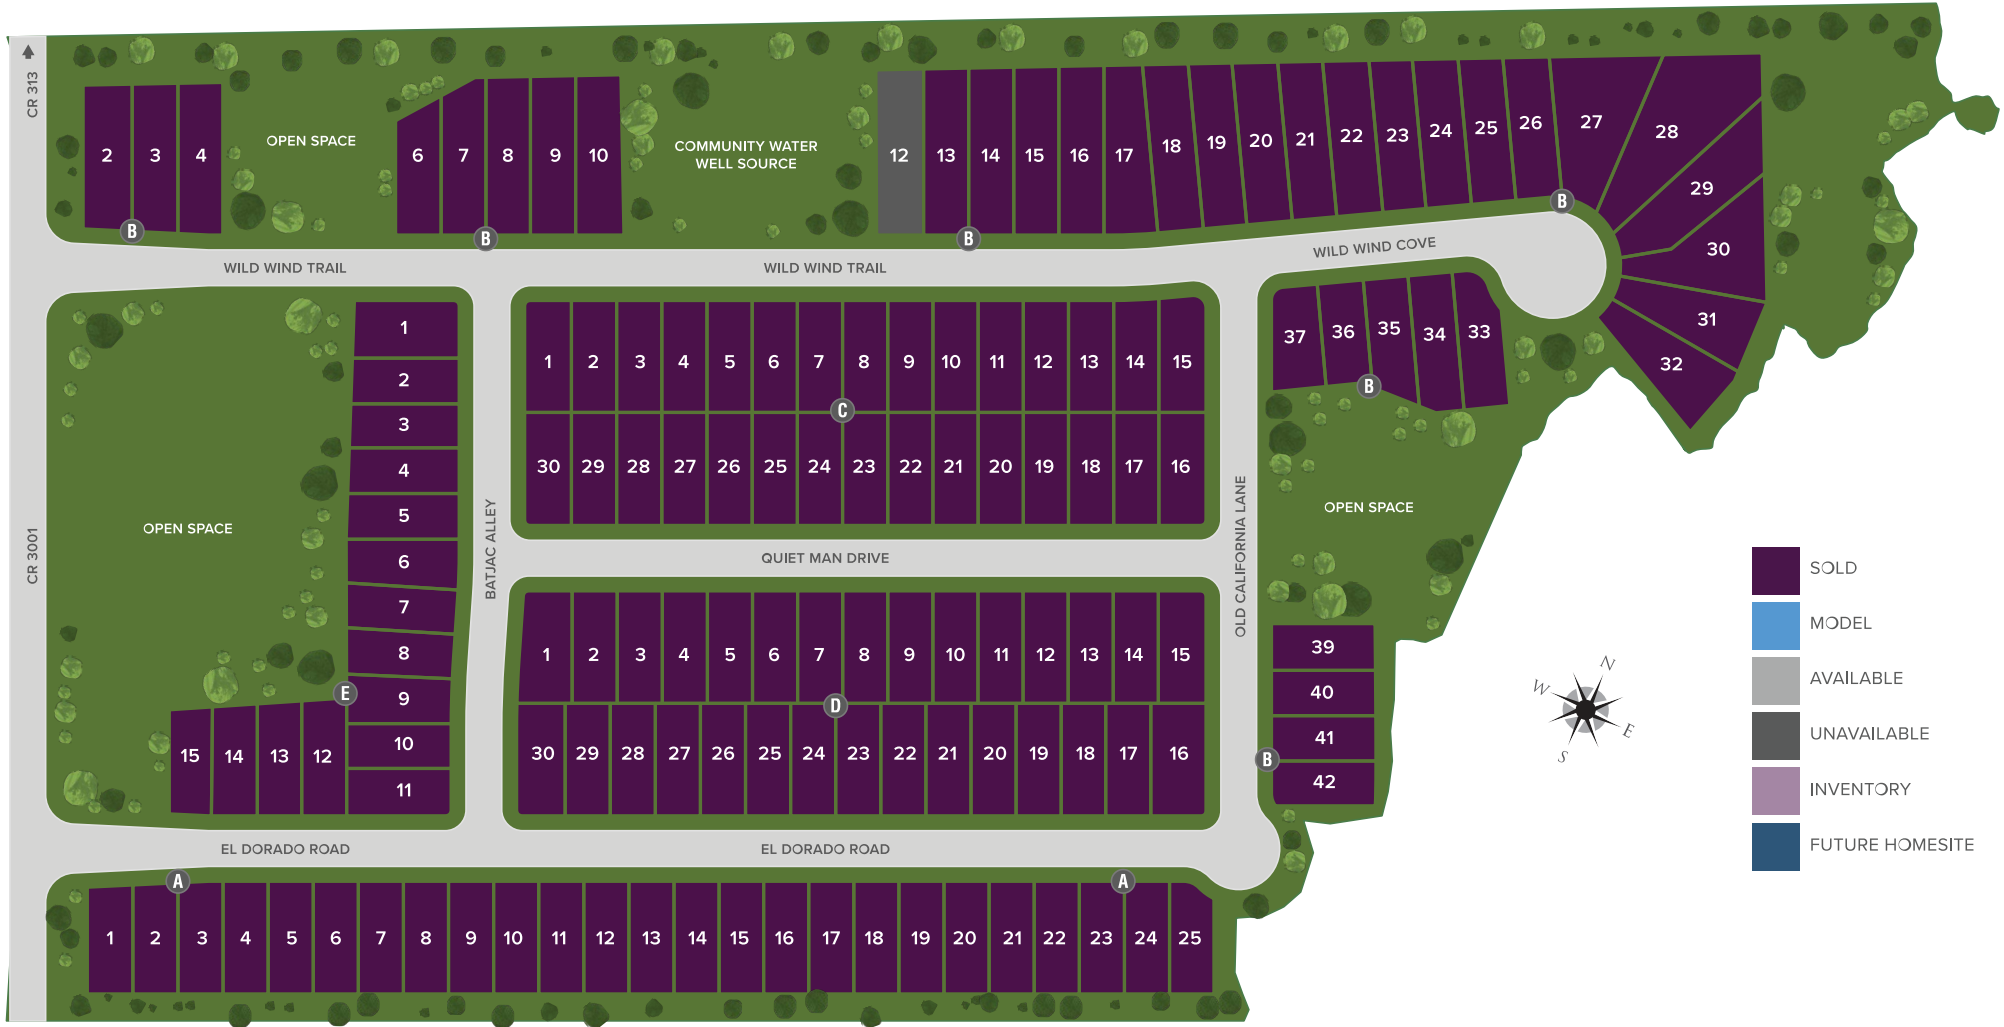 CR 313
2 3 4
OPEN SPACE
6 7 8 9 10
COMMUNITY WATER
WELL SOURCE
12 13 14 15 16 17 18 19 20 21 22 23 24 25 26 27 28
29
30
31
32
B
B
B
B
WILD WIND TRAIL
WILD WIND TRAIL
WILD WIND COVE
37 36 35 34 33
B
OPEN SPACE
CR 3001
OPEN SPACE
1
2
3
4
5
6
7
8
9
10
11
E
15 14 13 12
BATJAC ALLEY
1 2 3 4 5 6 7 8 9 10 11 12 13 14 15
C
30 29 28 27 26 25 24 23 22 21 20 19 18 17 16
QUIET MAN DRIVE
OLD CALIFORNIA LANE
1 2 3 4 5 6 7 8 9 10 11 12 13 14 15
D
30 29 28 27 26 25 24 23 22 21 20 19 18 17 16
39
40
41
42
B
EL DORADO ROAD
EL DORADO ROAD
A
A
1 2 3 4 5 6 7 8 9 10 11 12 13 14 15 16 17 18 19 20 21 22 23 24 25
SOLD
MODEL
AVAILABLE
UNAVAILABLE
INVENTORY
FUTURE HOMESITE
N
W
E
S